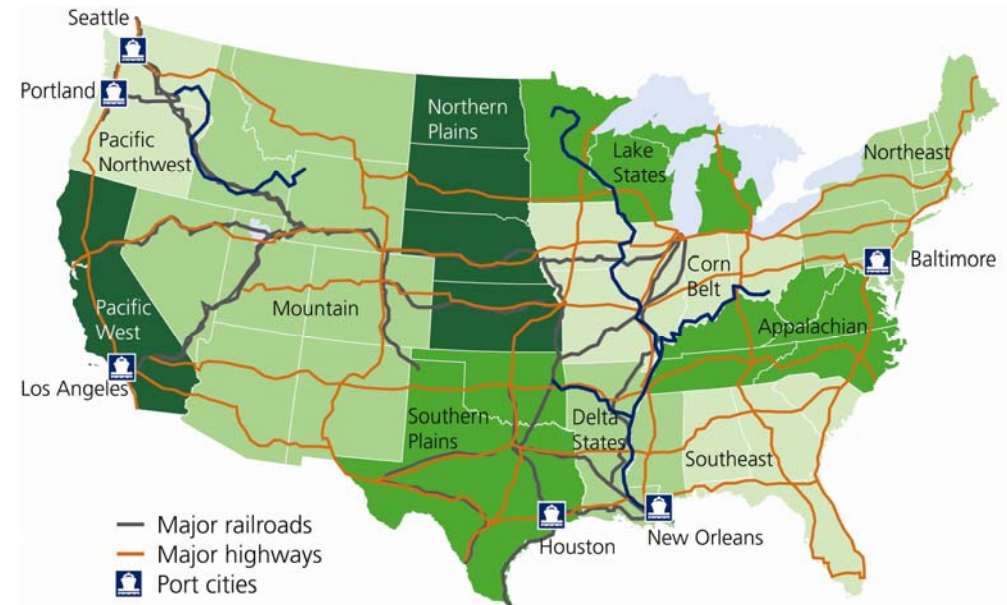 Seattle
Portland
Pacific
Northwest
Northern
Plains
Lake
States
Northeast
Baltimore
Corn
Belt
Mountain
Pacific
West
Appalachian
Los Angeles
Southern
Plains
Delta
States
Southeast
Major railroads
Major highways
Port cities
Houston
New Orleans